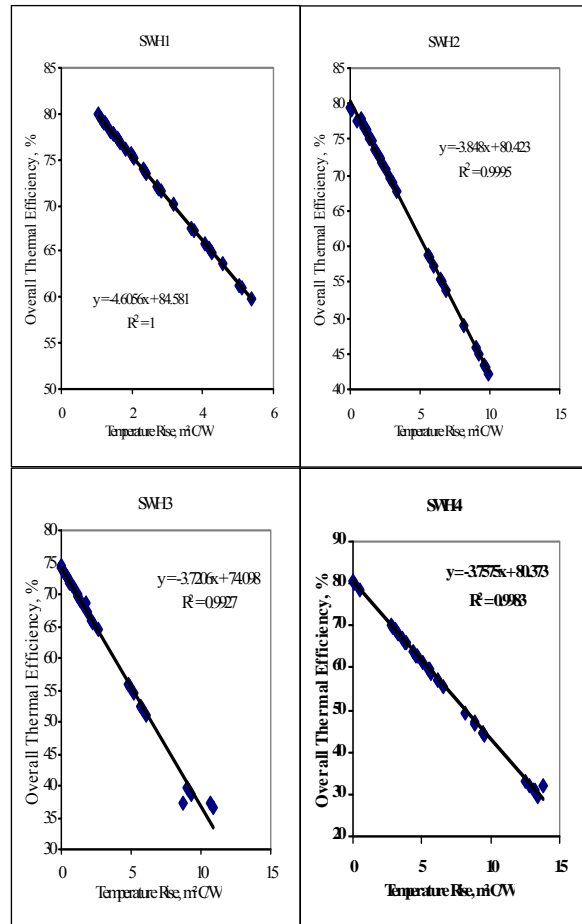 SWH1
Overall Thermal Efficiency, %
85
80
75
70
65
60
55
50
y=-4.6056x+84.581
R²=1
0 2 4 6
Temperature Rise, m²C/W
SWH2
Overall Thermal Efficiency, %
85
80
75
70
65
60
55
50
45
40
y=-3.848x+80.423
R²=0.9995
0 5 10 15
Temperature Rise, m²C/W
SWH3
Overall Thermal Efficiency, %
80
75
70
65
60
55
50
45
40
35
30
y=-3.7206x+74.098
R²=0.9927
0 5 10 15
Temperature Rise, m²C/W
SWH4
Overall Thermal Efficiency, %
90
80
70
60
50
40
30
20
y=-3.7575x+80.373
R²=0.9983
0 5 10 15
Temperature Rise, m²C/W